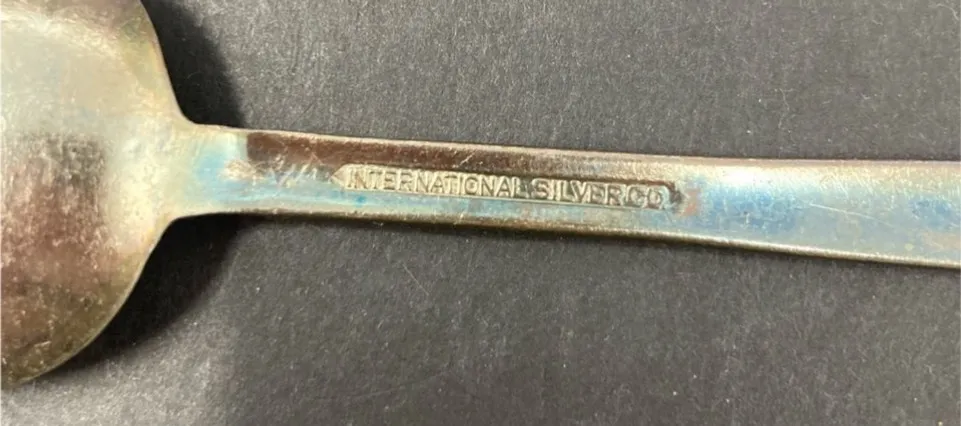 INTERNATIONAL SILVER CO